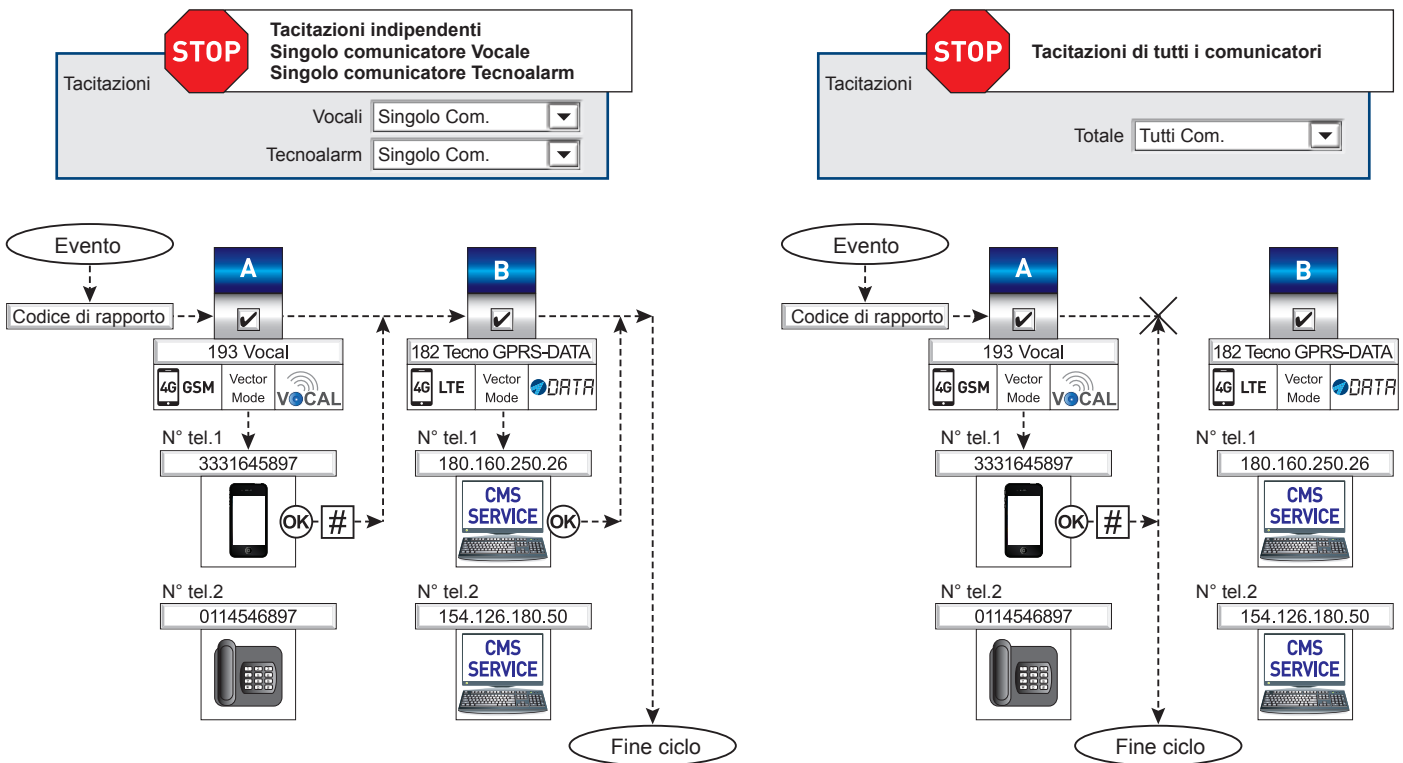 STOP
Tacitazioni indipendenti
Singolo comunicatore Vocale
Singolo comunicatore Tecnoalarm
Tacitazioni
Vocali Singolo Com.
Tecnoalarm Singolo Com.
Evento
Codice di rapporto
A
193 Vocal
4G GSM
Vector
Mode
VOCAL
N° tel.1
3331645897
OK #
N° tel.2
0114546897
B
182 Tecno GPRS-DATA
4G LTE
Vector
Mode
DATA
N° tel.1
180.160.250.26
CMS
SERVICE
OK
N° tel.2
154.126.180.50
CMS
SERVICE
Fine ciclo
STOP
Tacitazioni di tutti i comunicatori
Tacitazioni
Totale Tutti Com.
Evento
Codice di rapporto
A
193 Vocal
4G GSM
Vector
Mode
VOCAL
N° tel.1
3331645897
OK #
N° tel.2
0114546897
B
182 Tecno GPRS-DATA
4G LTE
Vector
Mode
DATA
N° tel.1
180.160.250.26
CMS
SERVICE
N° tel.2
154.126.180.50
CMS
SERVICE
Fine ciclo